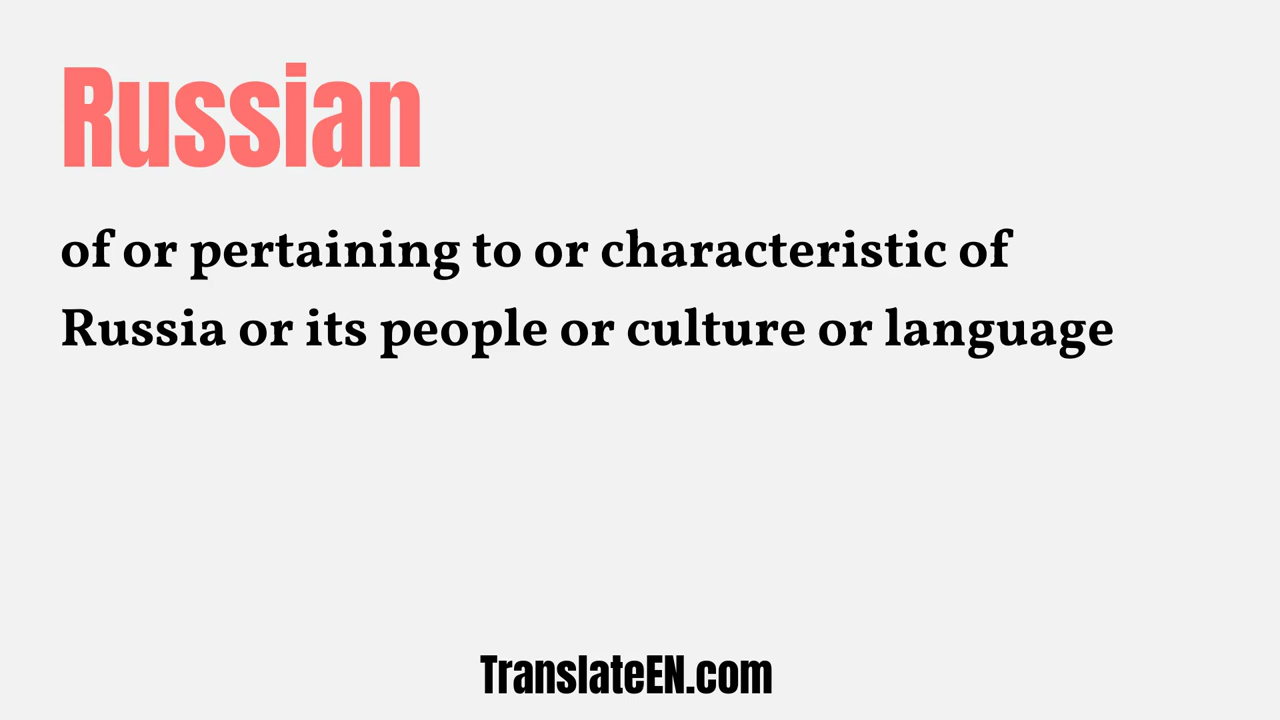 Russian
of or pertaining to or characteristic of
Russia or its people or culture or language
TranslateEN.com